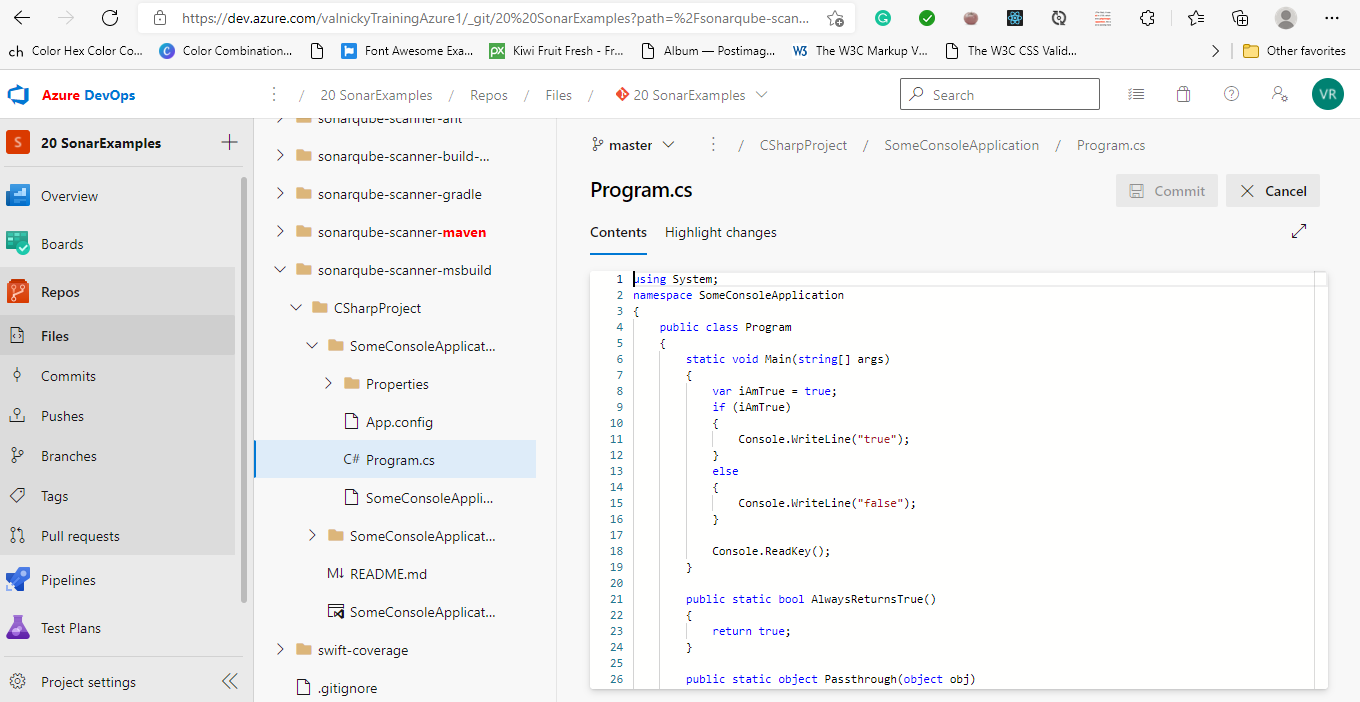 https://dev.azure.com/valnickyTrainingAzure1/_git/20%20SonarExamples?path=%2Fsonarqube-scan...
ch Color Hex Color Co...
C Color Combination...
Font Awesome Exa...
px Kiwi Fruit Fresh - Fr...
Album — Postimag...
W3 The W3C Markup V...
The W3C CSS Valid...
Other favorites
Azure DevOps
/ 20 SonarExamples / Repos / Files / 20 SonarExamples
Search
VR
S 20 SonarExamples
Overview
Boards
Repos
Files
Commits
Pushes
Branches
Tags
Pull requests
Pipelines
Test Plans
Project settings
sonarqube-scanner-ant
sonarqube-scanner-build-...
sonarqube-scanner-gradle
sonarqube-scanner-maven
sonarqube-scanner-msbuild
CSharpProject
SomeConsoleApplicat...
Properties
App.config
C# Program.cs
SomeConsoleAppli...
SomeConsoleApplicat...
M↓ README.md
SomeConsoleApplicat...
swift-coverage
.gitignore
master
/ CSharpProject / SomeConsoleApplication / Program.cs
Program.cs
Commit
Cancel
Contents
Highlight changes
1 using System;
2 namespace SomeConsoleApplication
3 {
4 public class Program
5 {
6 static void Main(string[] args)
7 {
8 var iAmTrue = true;
9 if (iAmTrue)
10 {
11 Console.WriteLine("true");
12 }
13 else
14 {
15 Console.WriteLine("false");
16 }
17
18 Console.ReadKey();
19 }
20
21 public static bool AlwaysReturnsTrue()
22 {
23 return true;
24 }
25
26 public static object Passthrough(object obj)